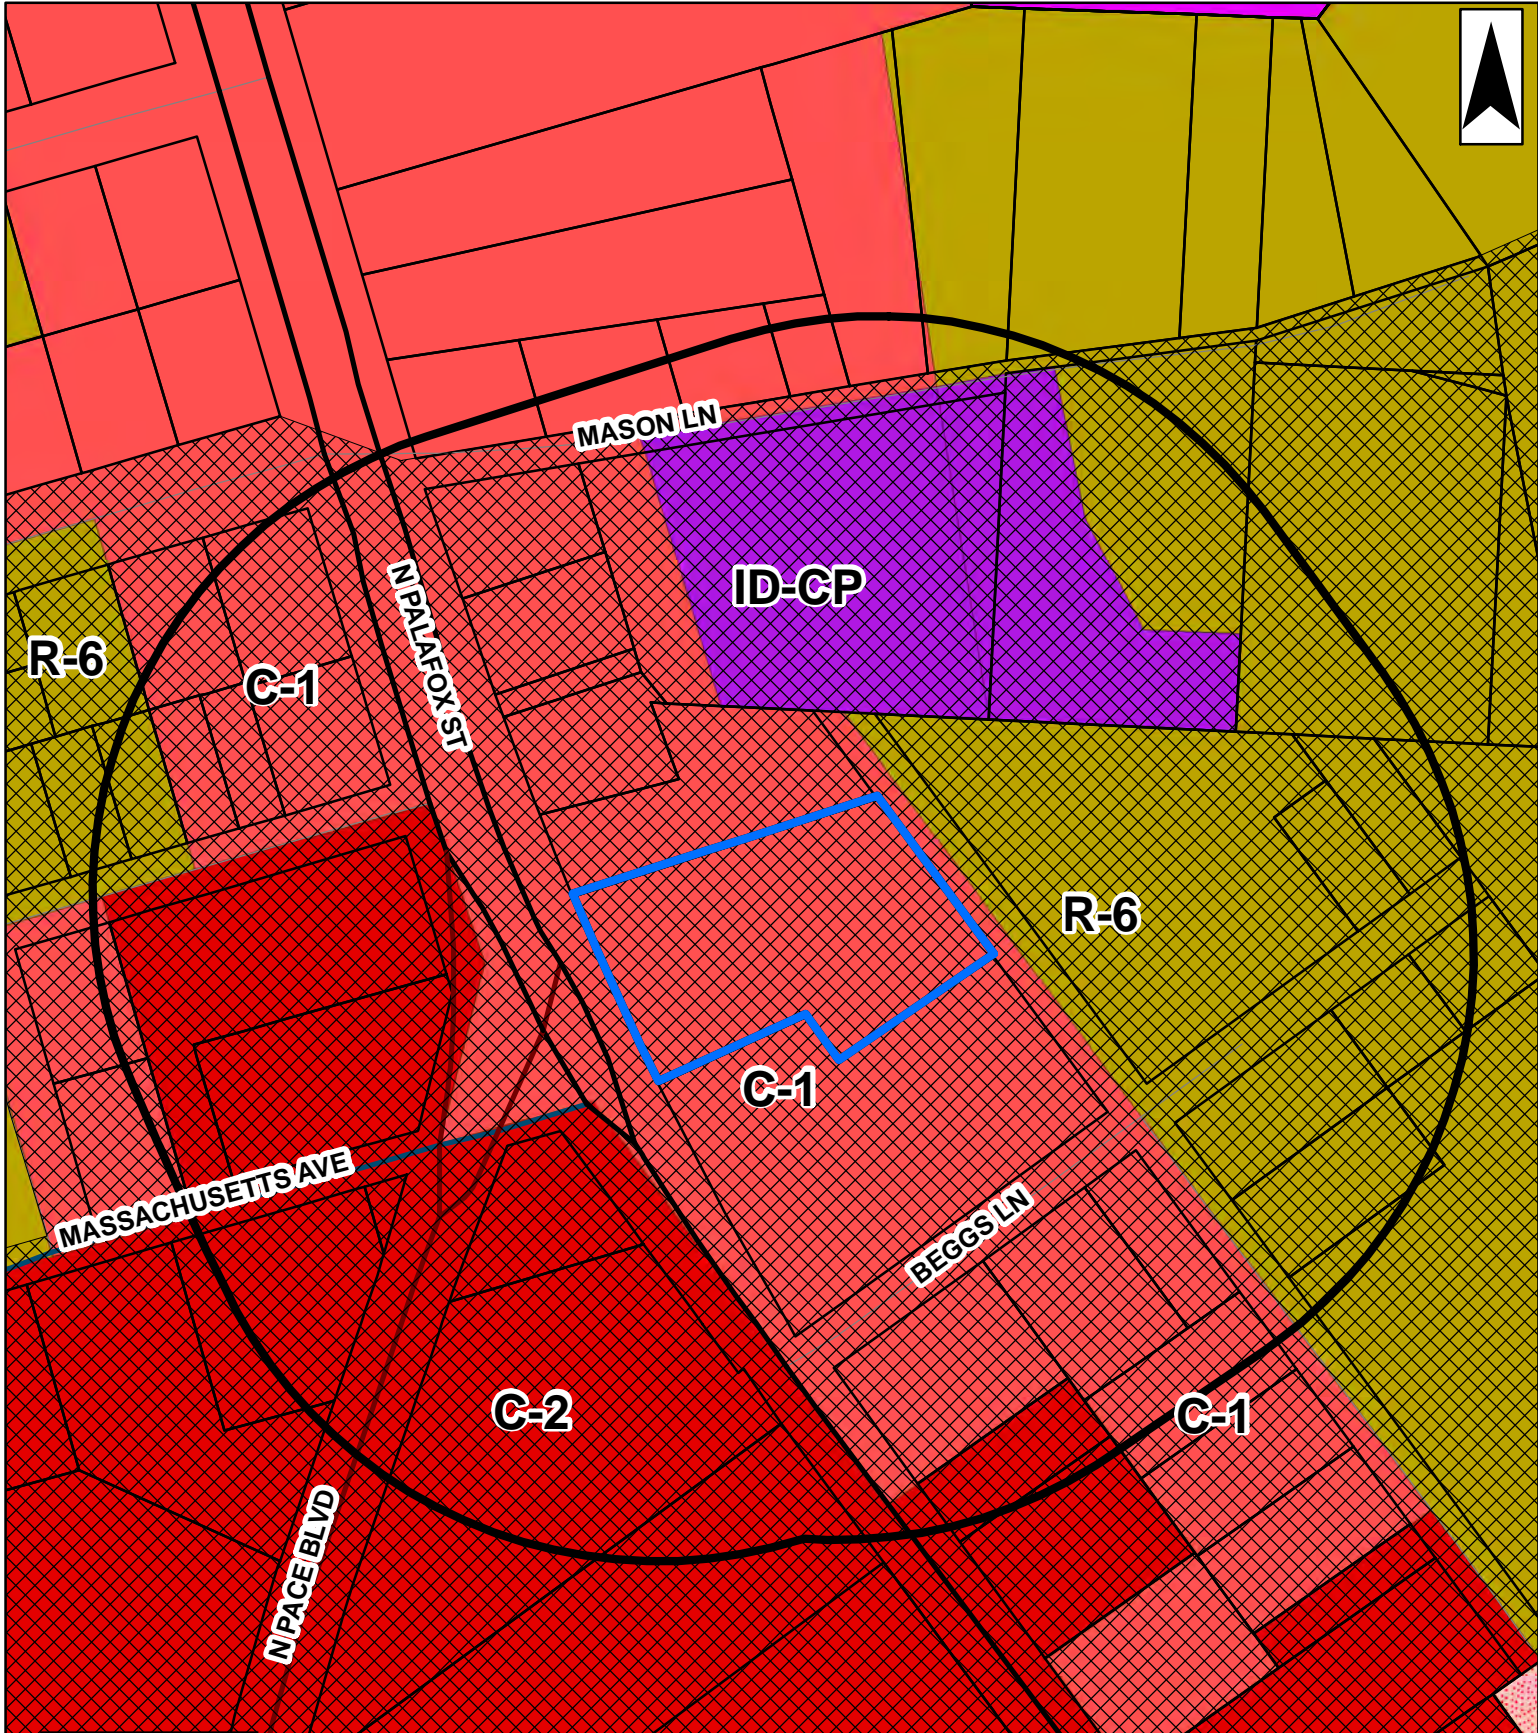 MASON LN
ID-CP
N PALAFOX ST
R-6
C-1
R-6
C-1
MASSACHUSETTS AVE
BEGGS LN
C-2
C-1
N PACE BLVD